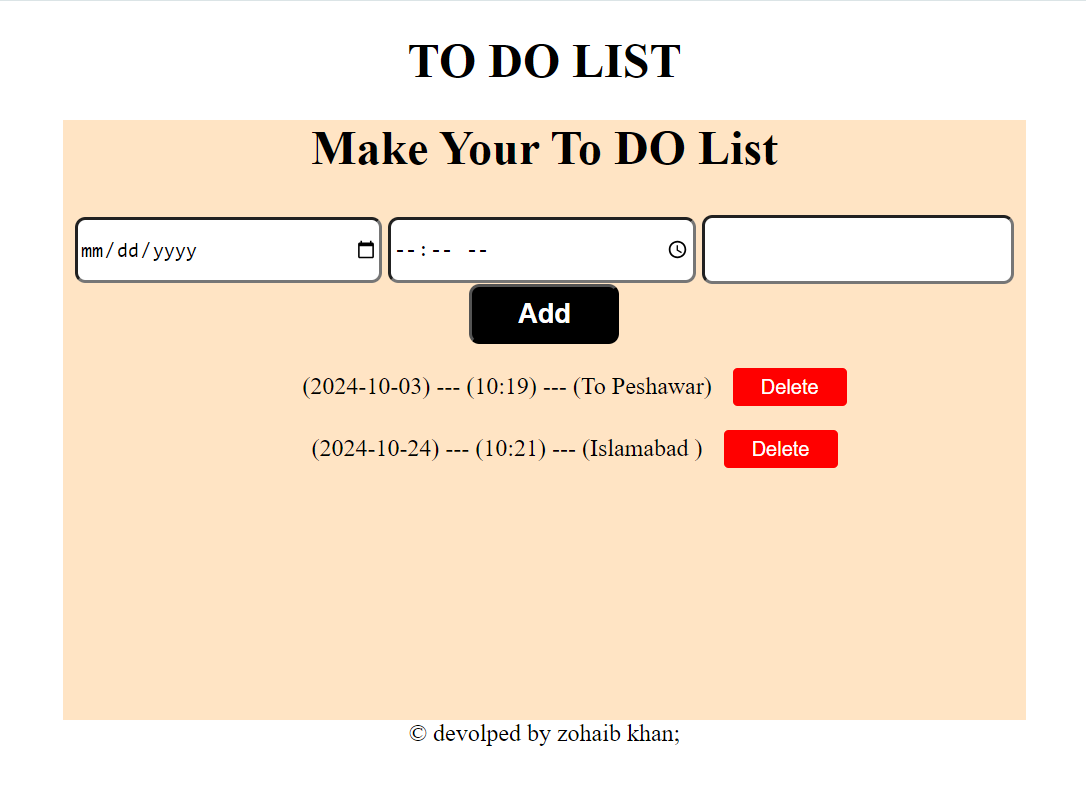 TO DO LIST
Make Your To DO List
mm/dd/yyyy --:-- --
Add
(2024-10-03) --- (10:19) --- (To Peshawar) Delete
(2024-10-24) --- (10:21) --- (Islamabad ) Delete
© devolped by zohaib khan;